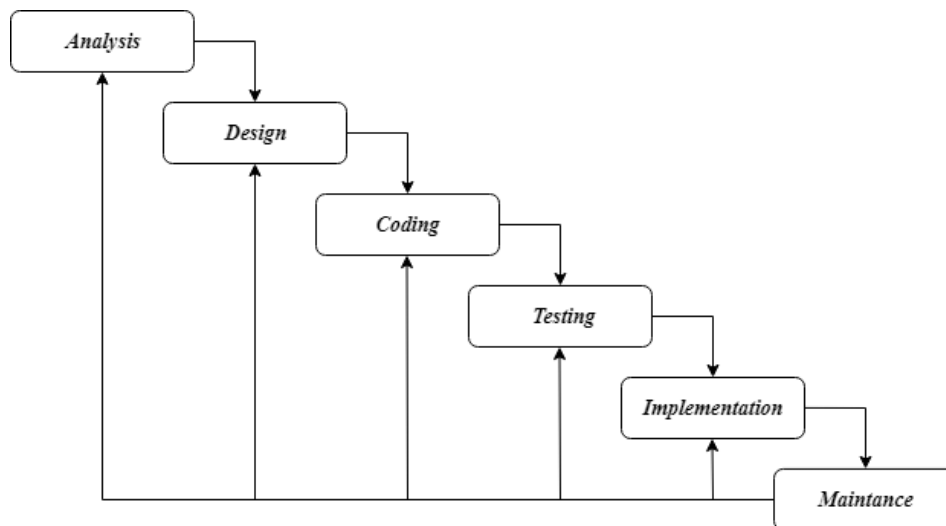 Analysis
Design
Coding
Testing
Implementation
Maintance